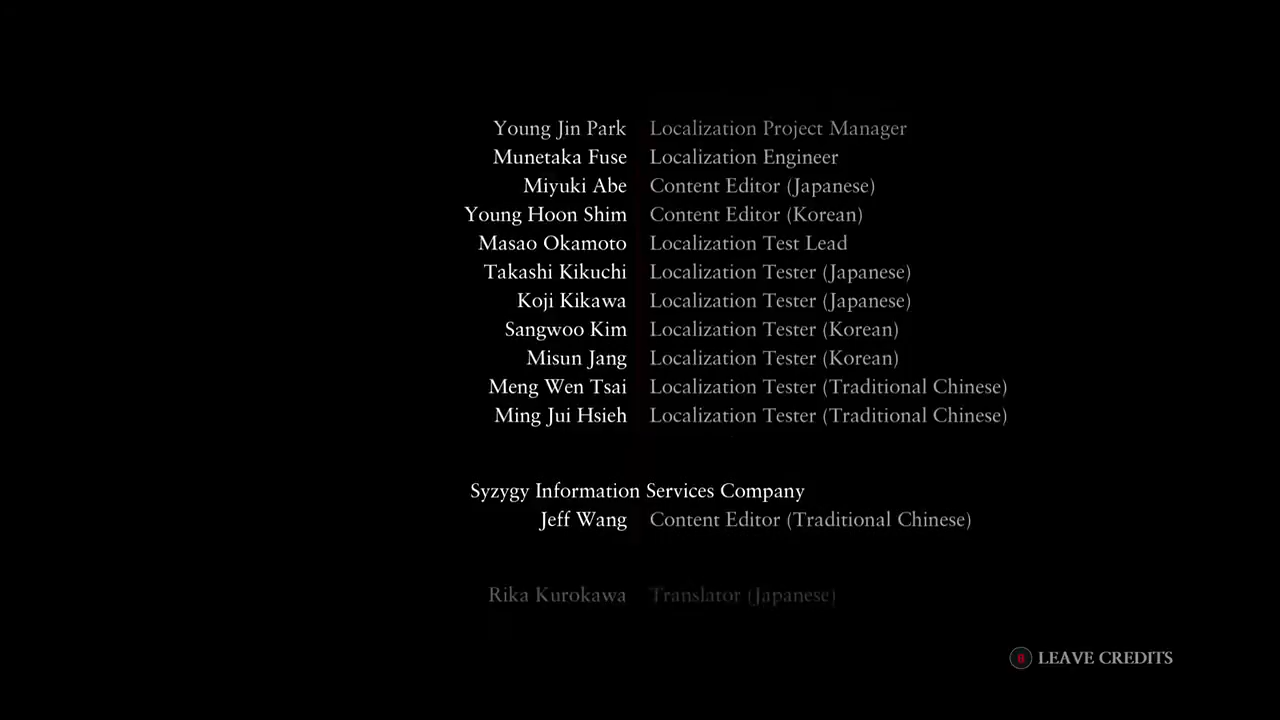 Young Jin Park Localization Project Manager
Munetaka Fuse Localization Engineer
Miyuki Abe Content Editor (Japanese)
Young Hoon Shim Content Editor (Korean)
Masao Okamoto Localization Test Lead
Takashi Kikuchi Localization Tester (Japanese)
Koji Kikawa Localization Tester (Japanese)
Sangwoo Kim Localization Tester (Korean)
Misun Jang Localization Tester (Korean)
Meng Wen Tsai Localization Tester (Traditional Chinese)
Ming Jui Hsieh Localization Tester (Traditional Chinese)
Syzygy Information Services Company
Jeff Wang Content Editor (Traditional Chinese)
Rika Kurokawa Translator (Japanese)
B LEAVE CREDITS